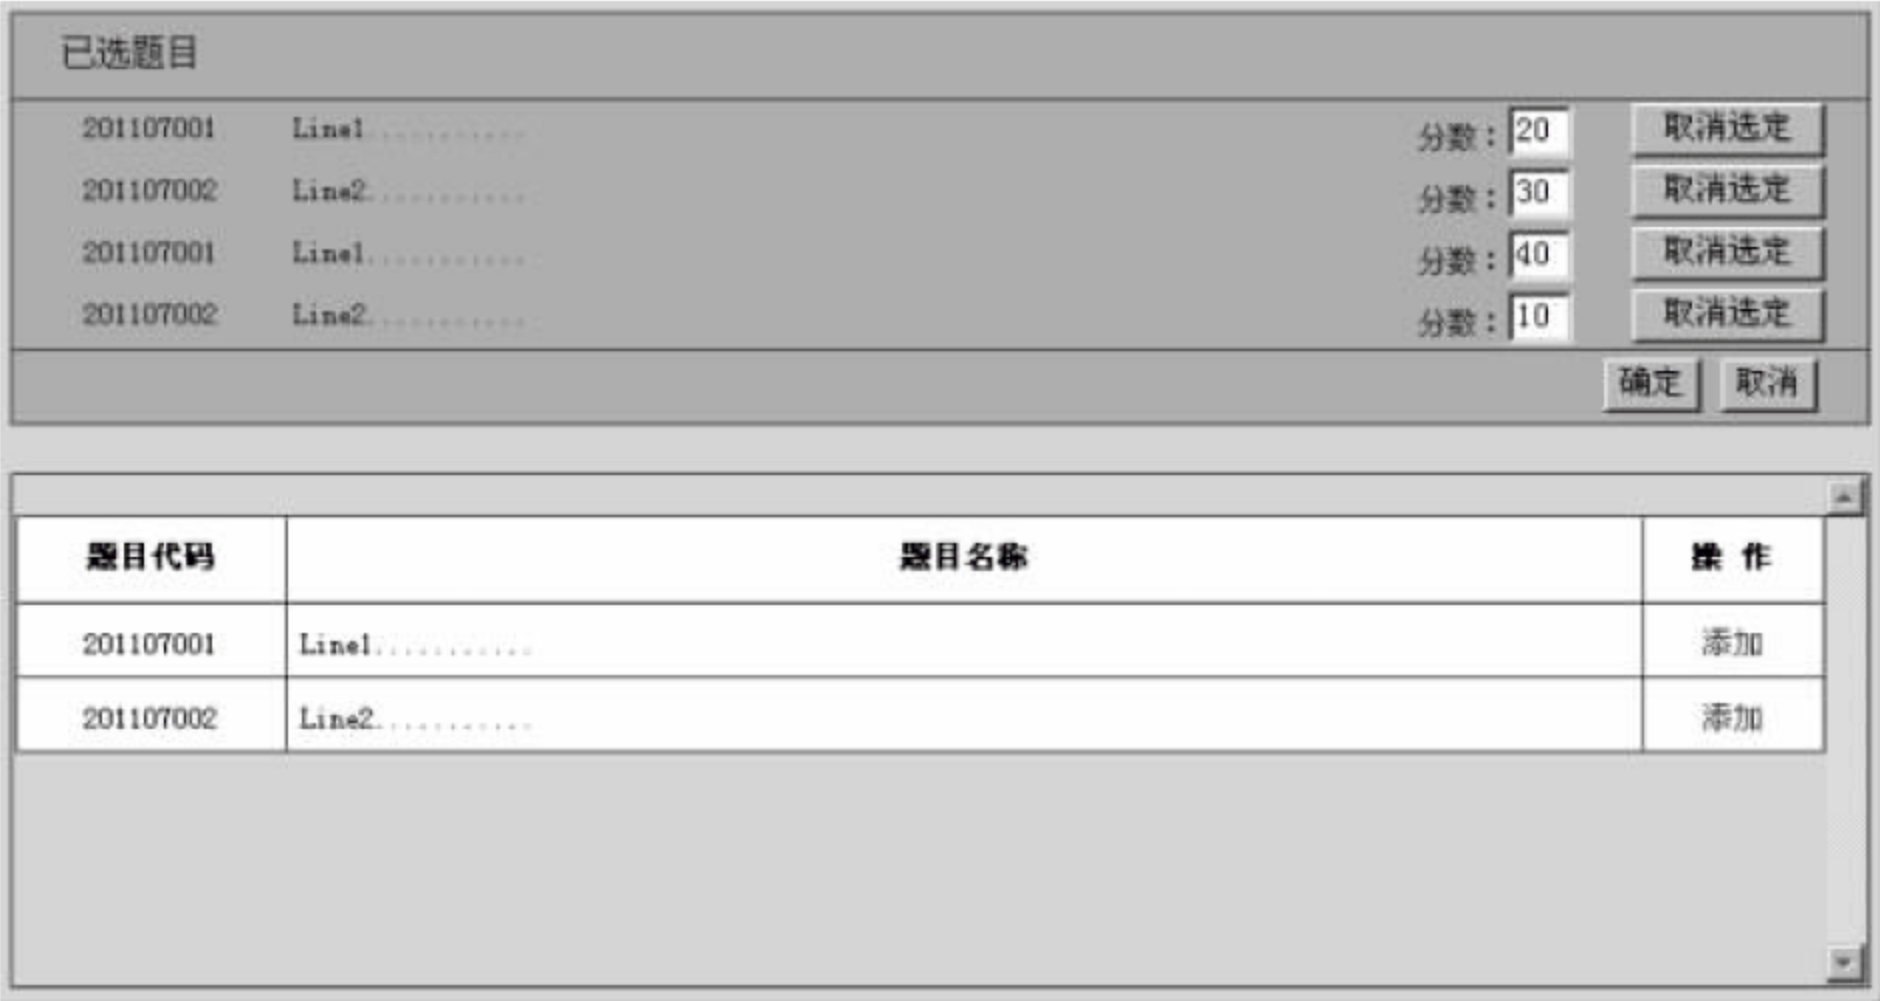 已选题目
201107001 Line1........... 分数：20 取消选定
201107002 Line2........... 分数：30 取消选定
201107001 Line1........... 分数：40 取消选定
201107002 Line2........... 分数：10 取消选定
确定 取消
题目代码 题目名称 操 作
201107001 Line1........... 添加
201107002 Line2........... 添加